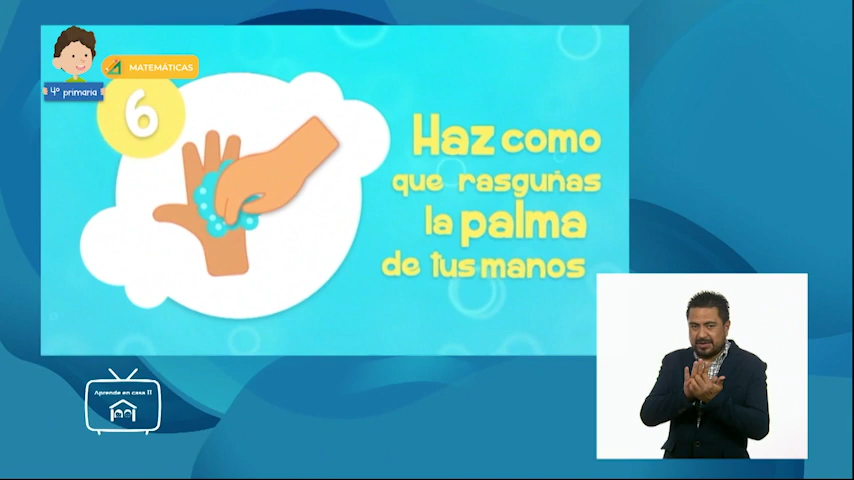 MATEMÁTICAS
4º primaria
6
Haz como
que rasguñas
la palma
de tus manos
Aprende en casa II